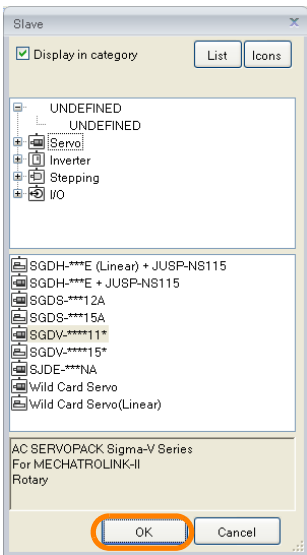 Slave
Display in category
List
Icons
UNDEFINED
UNDEFINED
Servo
Inverter
Stepping
I/O
SGDH-***E (Linear) + JUSP-NS115
SGDH-***E + JUSP-NS115
SGDS-***12A
SGDS-***15A
SGDV-****11*
SGDV-****15*
SJDE-***NA
Wild Card Servo
Wild Card Servo(Linear)
AC SERVOPACK Sigma-V Series
For MECHATROLINK-II
Rotary
OK
Cancel